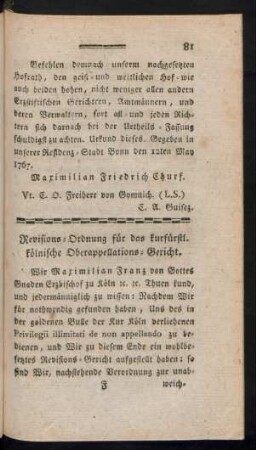 81
Befehlen demnach unserm nachgesetzten
Hofrath, den geist- und weltlichen Hof- wie
auch beiden hohen, nicht weniger allen andern
Erzstiftischen Gerichtern, Amtmännern, und
deren Verwaltern, fort all- und jeden Rich-
tern sich darnach bei der Urtheils-Fassung
schuldigst zu achten. Urkund dieses. Gegeben in
unserer Residenz-Stadt Bonn den 12ten May
1767.
Maximilian Friedrich Churf.
Vt. C. O. Freiherr von Gymnich. (L.S.)
C. A. Guisez.
Revisions-Ordnung für das kurfürstl.
kölnische Oberappellations-Gericht.
Wir Maximilian Franz von Gottes
Gnaden Erzbischof zu Köln ꝛc. ꝛc. Thuen kund,
und jedermänniglich zu wissen: Nachdem Wir
für nothwendig gefunden haben, Uns des in
der goldenen Bulle der Kur Köln verliehenen
Privilegii illimitati de non appellando zu be-
dienen, und Wir zu diesem Ende ein wohlbe-
setztes Revisions-Gericht aufgestellt haben: so
sind Wir, nachstehende Verordnung zur unab-
F
weich-